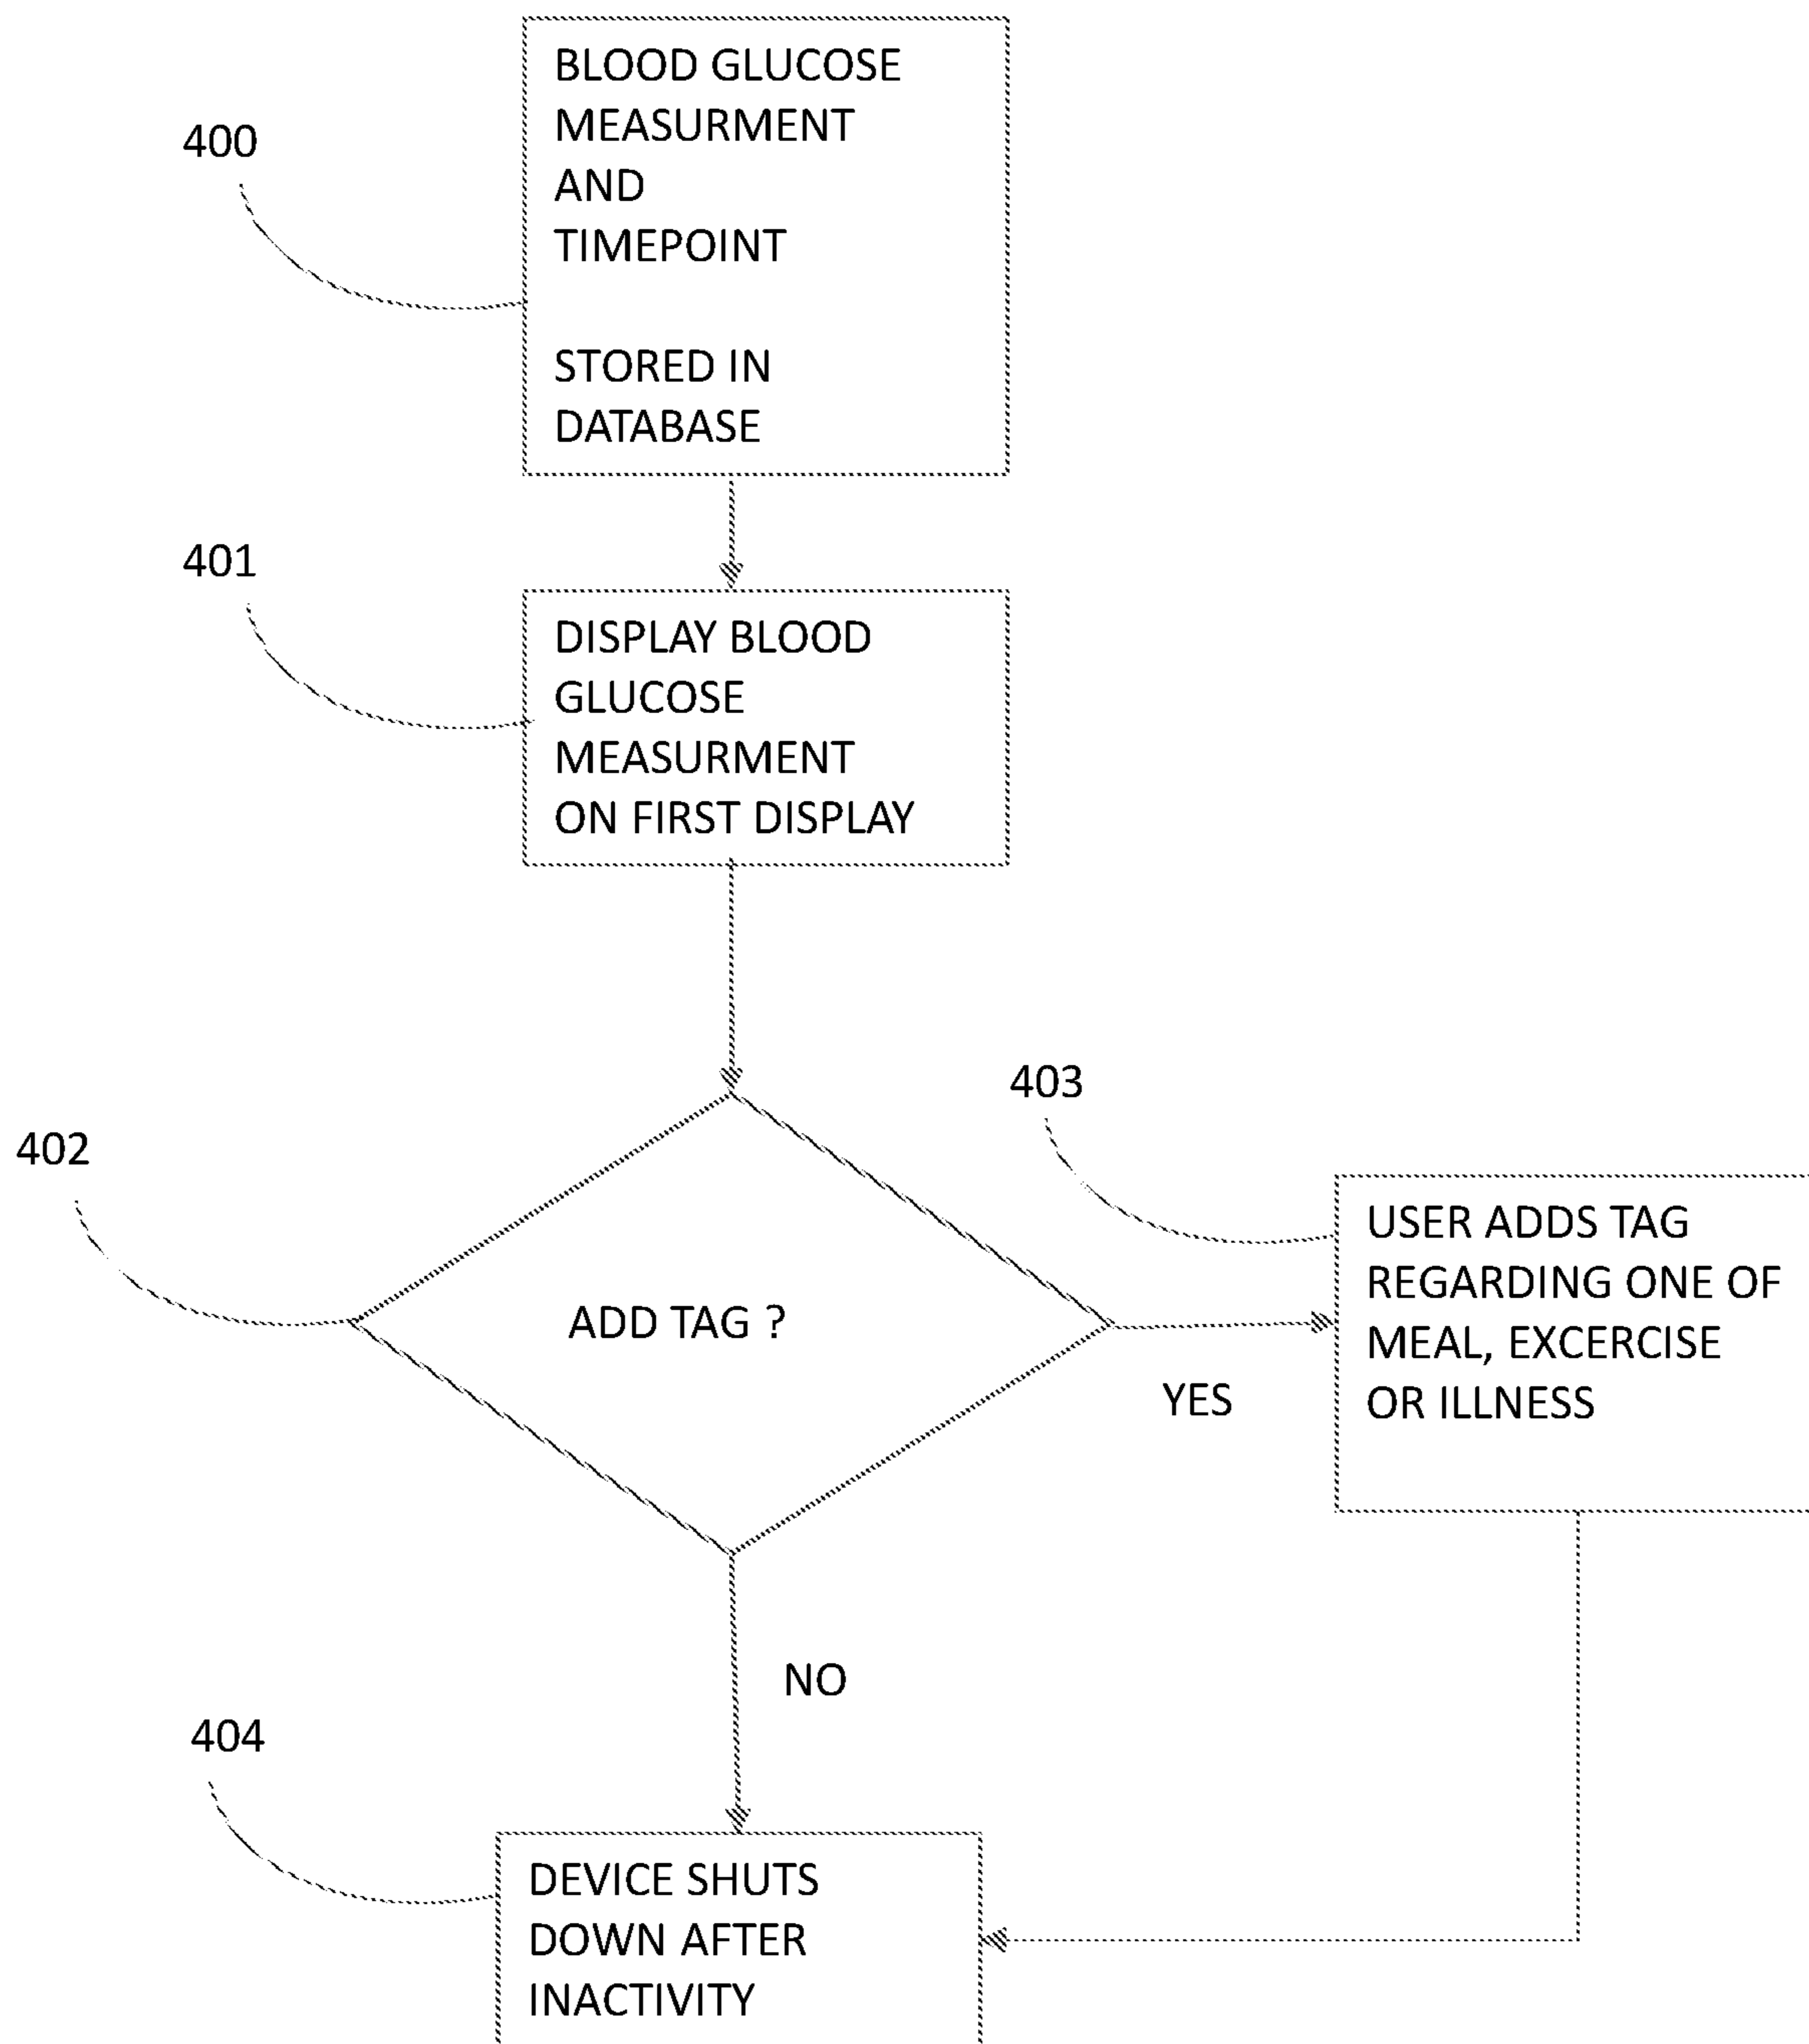 400
BLOOD GLUCOSE
MEASURMENT
AND
TIMEPOINT
STORED IN
DATABASE
401
DISPLAY BLOOD
GLUCOSE
MEASURMENT
ON FIRST DISPLAY
402
ADD TAG ?
403
USER ADDS TAG
REGARDING ONE OF
MEAL, EXCERCISE
OR ILLNESS
YES
NO
404
DEVICE SHUTS
DOWN AFTER
INACTIVITY